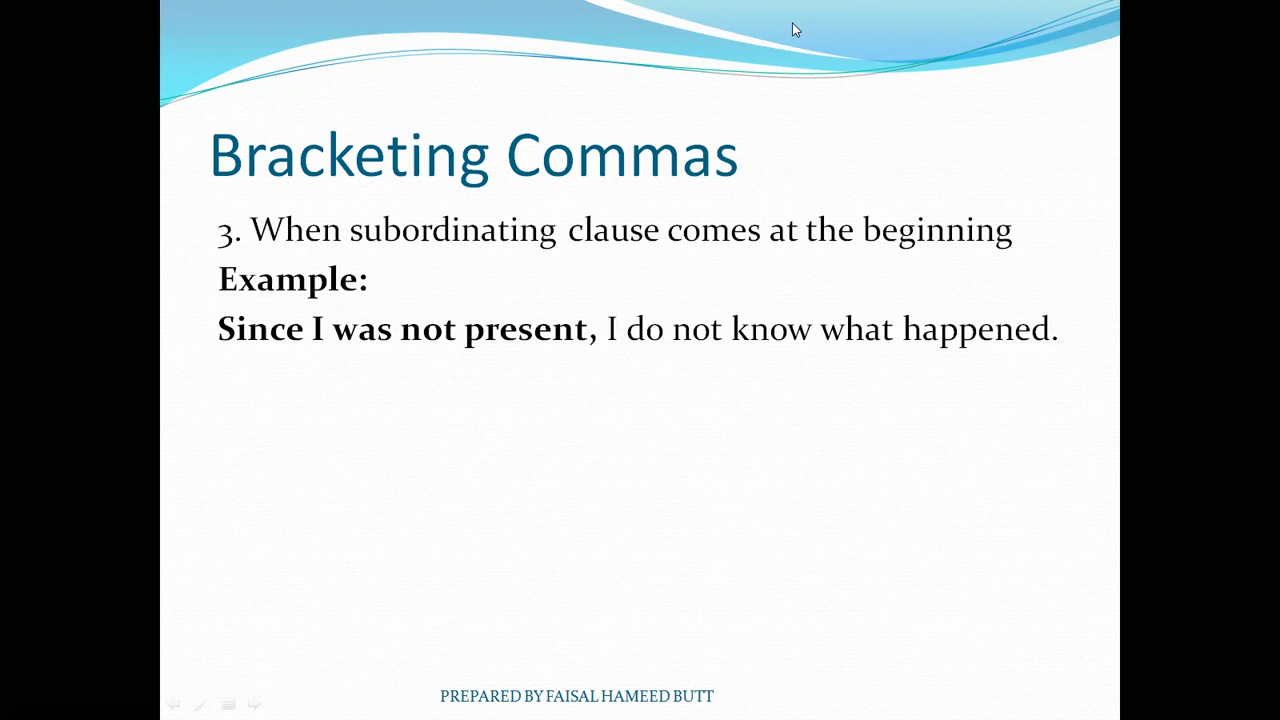 Bracketing Commas
3. When subordinating clause comes at the beginning
Example:
Since I was not present, I do not know what happened.
PREPARED BY FAISAL HAMEED BUTT